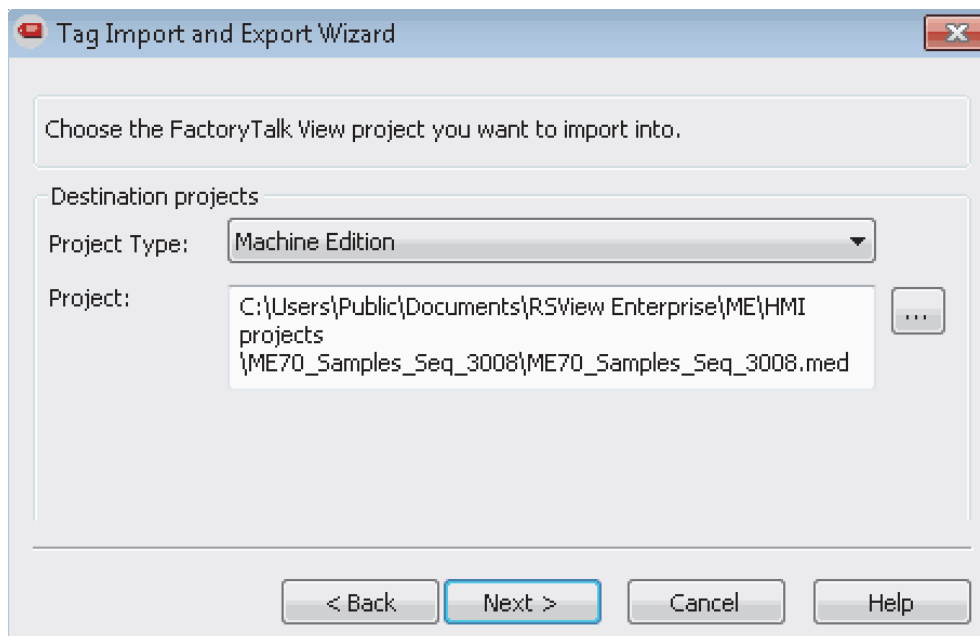 Tag Import and Export Wizard
Choose the FactoryTalk View project you want to import into.
Destination projects
Project Type:
Machine Edition
Project:
C:\Users\Public\Documents\RSView Enterprise\ME\HMI
projects
\ME70_Samples_Seq_3008\ME70_Samples_Seq_3008.med
...
< Back
Next >
Cancel
Help